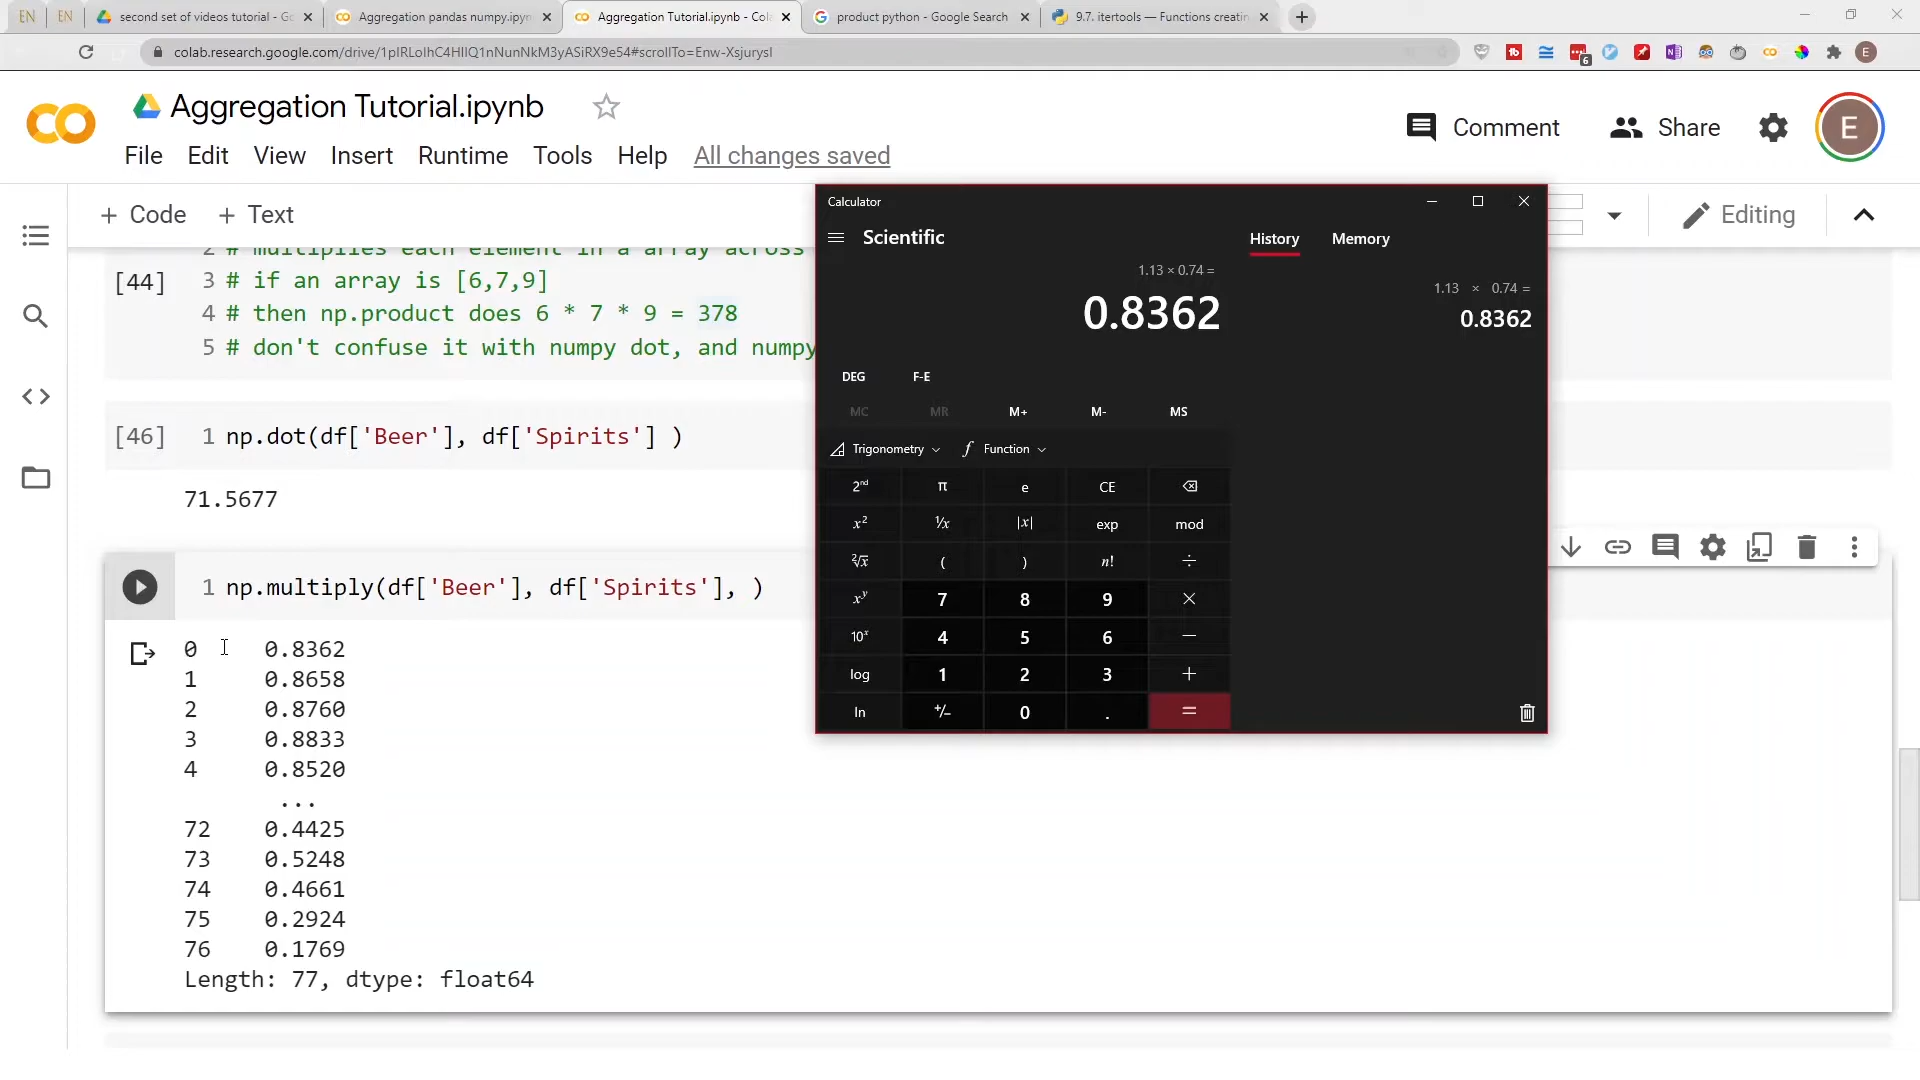 EN
EN
second set of videos tutorial - Go
Aggregation pandas numpy.ipyn
Aggregation Tutorial.ipynb - Cola
product python - Google Search
9.7. itertools — Functions creatin
colab.research.google.com/drive/1pIRLoIhC4HIlQ1nNunNkM3yASiRX9e54#scrollTo=Enw-Xsjurysl
6
E
Aggregation Tutorial.ipynb
File Edit View Insert Runtime Tools Help All changes saved
Comment
Share
E
+ Code + Text
Editing
2 # multiplies each element in a array across
[44] 3 # if an array is [6,7,9]
4 # then np.product does 6 * 7 * 9 = 378
5 # don't confuse it with numpy dot, and numpy
[46] 1 np.dot(df['Beer'], df['Spirits'] )
71.5677
1 np.multiply(df['Beer'], df['Spirits'], )
0 0.8362
1 0.8658
2 0.8760
3 0.8833
4 0.8520
...
72 0.4425
73 0.5248
74 0.4661
75 0.2924
76 0.1769
Length: 77, dtype: float64
Calculator
Scientific
1.13 × 0.74 =
0.8362
History Memory
1.13 × 0.74 =
0.8362
DEG F-E
MC MR M+ M- MS
Trigonometry Function
2nd π e CE
x² ¹/x |x| exp mod
²√x ( ) n! ÷
xʸ 7 8 9 ×
10ˣ 4 5 6 −
log 1 2 3 +
ln +/− 0 . =